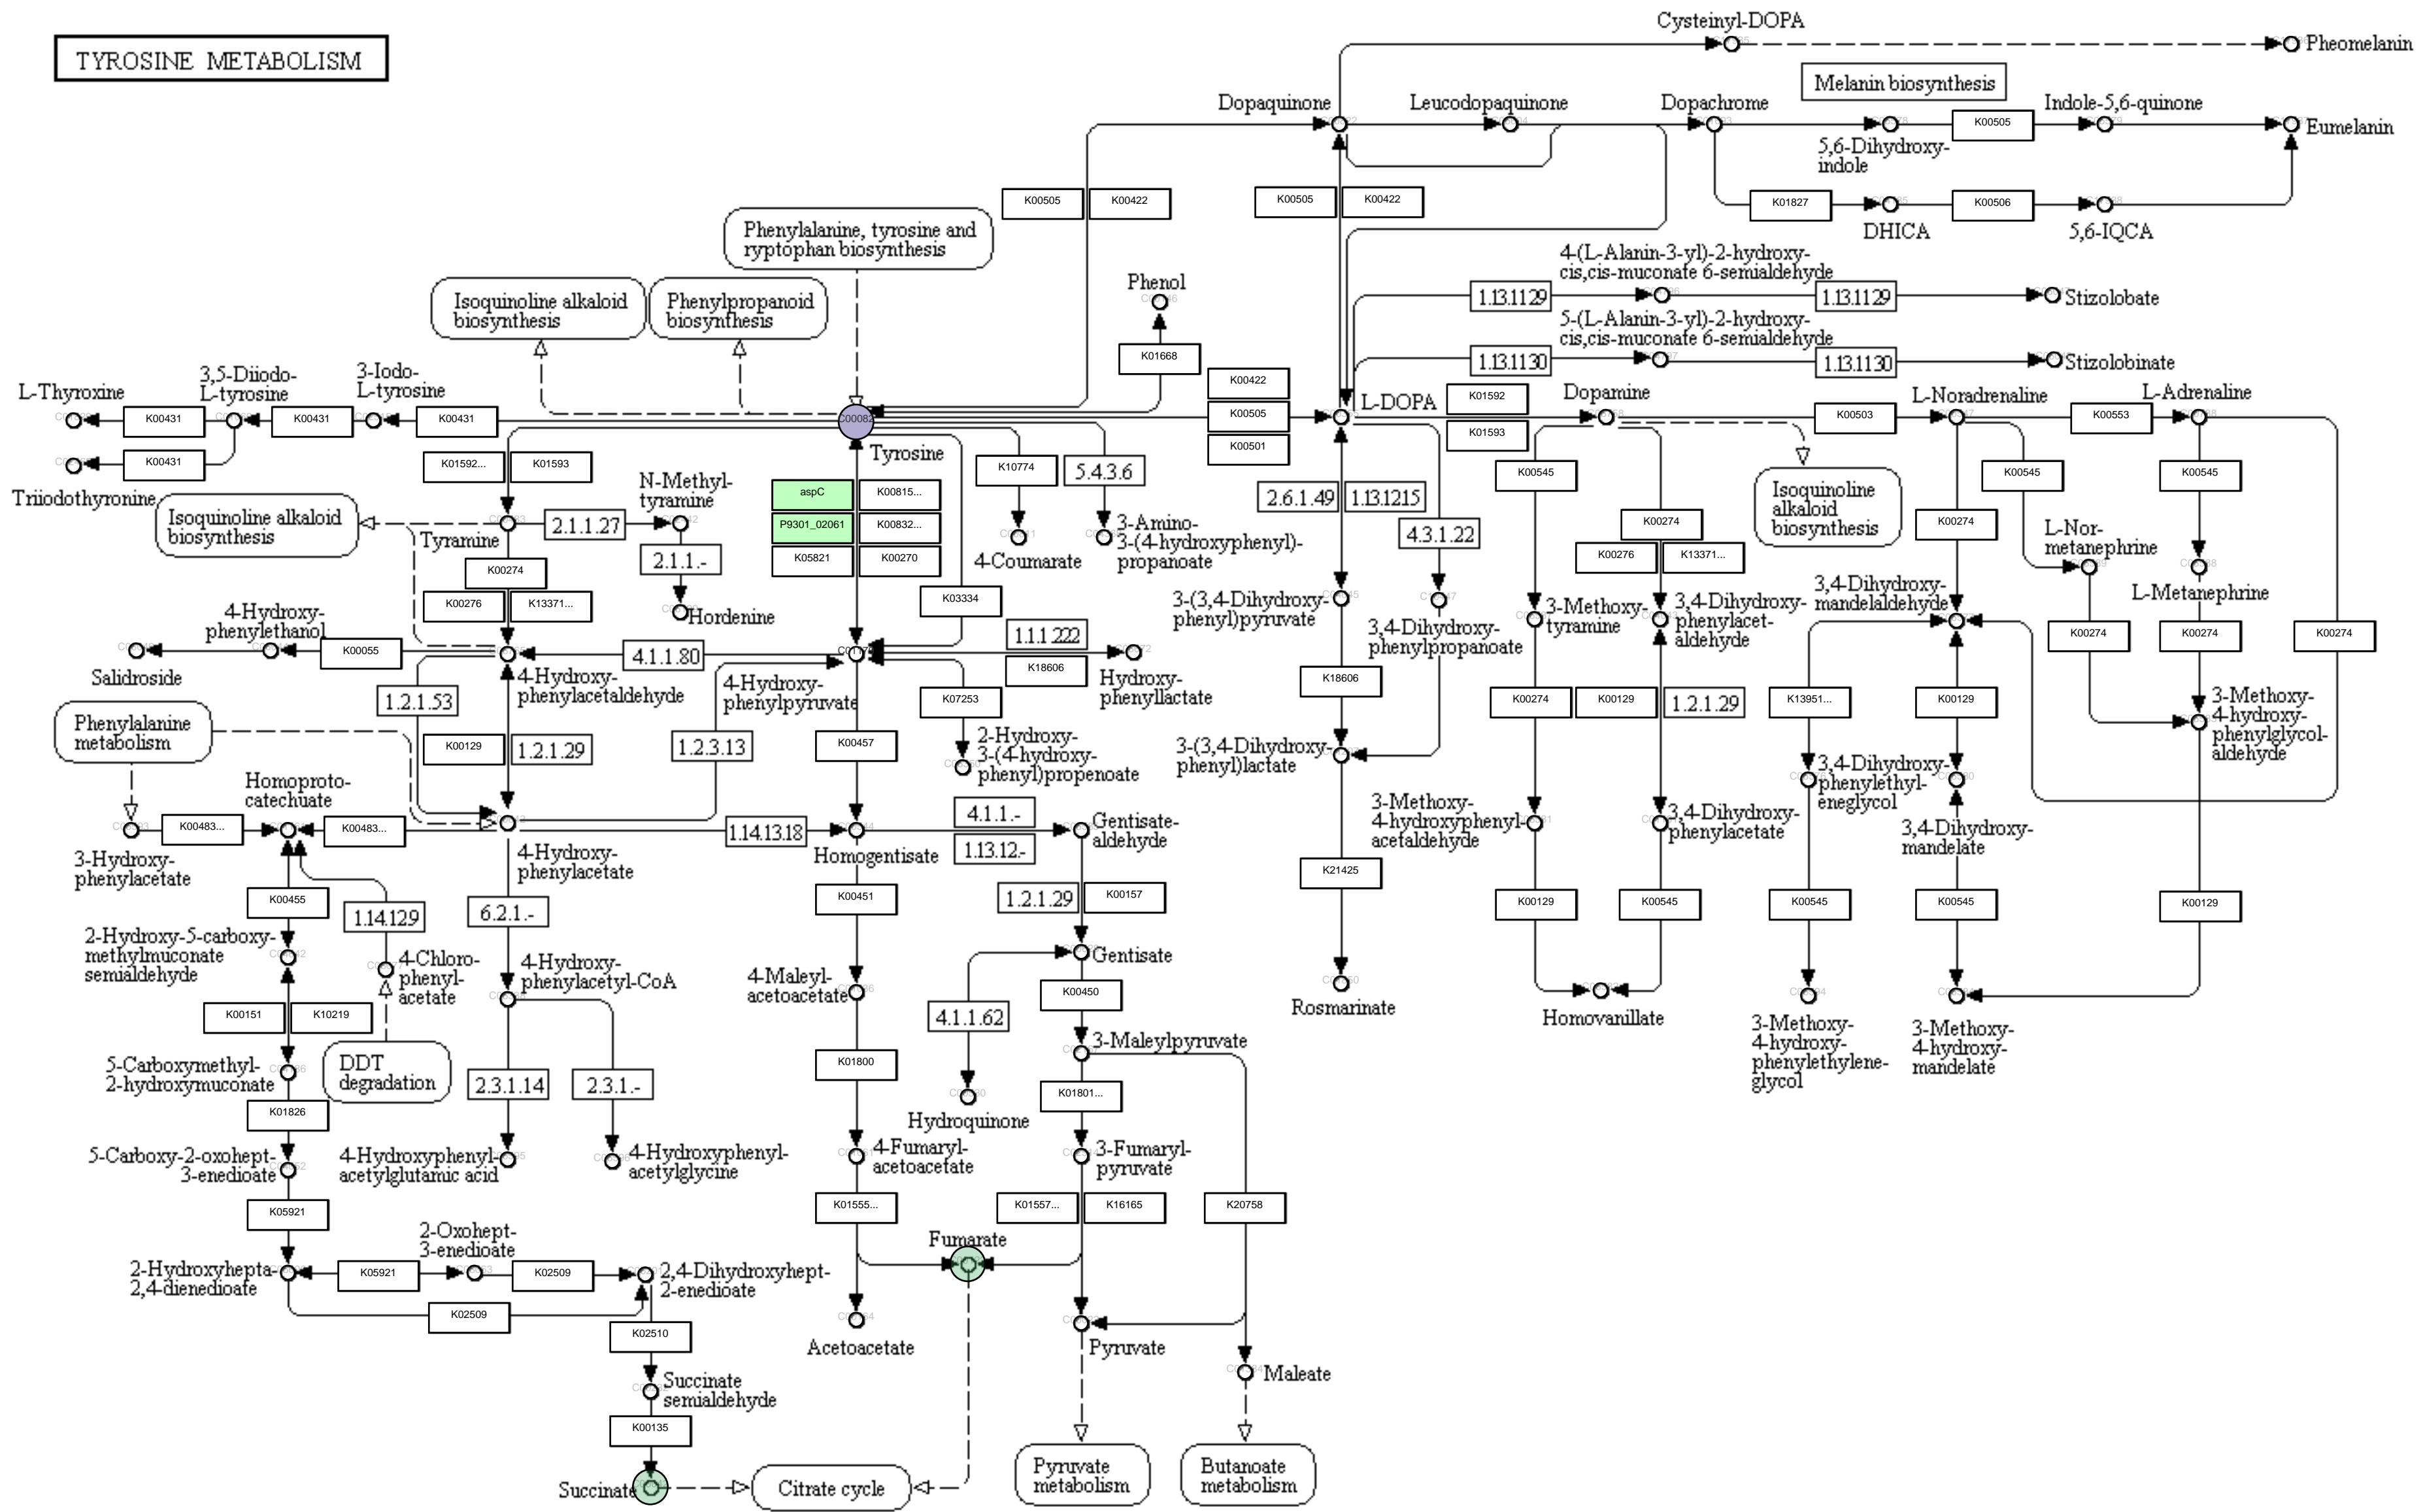 TYROSINE METABOLISM
Cysteinyl-DOPA
Pheomelanin
Melanin biosynthesis
Dopaquinone
Leucodopaquinone
Dopachrome
Indole-5,6-quinone
K00505
Eumelanin
5,6-Dihydroxy-
indole
K00505
K00422
K00505
K00422
K01827
K00506
DHICA
5,6-IQCA
Phenylalanine, tyrosine and
ryptophan biosynthesis
Isoquinoline alkaloid
biosynthesis
Phenylpropanoid
biosynthesis
Phenol
K01668
4-(L-Alanin-3-yl)-2-hydroxy-
cis,cis-muconate 6-semialdehyde
1.13.1129
1.13.1129
Stizolobate
5-(L-Alanin-3-yl)-2-hydroxy-
cis,cis-muconate 6-semialdehyde
1.13.1130
1.13.1130
Stizolobinate
L-Thyroxine
3,5-Diiodo-
L-tyrosine
3-Iodo-
L-tyrosine
K00431
K00431
K00431
K00431
Triiodothyronine
C00082
Tyrosine
K00422
K00505
K00501
L-DOPA
K01592
K01593
Dopamine
K00503
L-Noradrenaline
K00553
L-Adrenaline
K01592...
K01593
N-Methyl-
tyramine
Isoquinoline alkaloid
biosynthesis
Tyramine
2.1.1.27
2.1.1.-
Hordenine
aspC
K00815...
P9301_02061
K00832...
K05821
K00270
K10774
5.4.3.6
4-Coumarate
3-Amino-
3-(4-hydroxyphenyl)-
propanoate
2.6.1.49
1.13.1215
4.3.1.22
K00545
K00274
K00276
K13371...
Isoquinoline
alkaloid
biosynthesis
K00545
K00274
K00545
L-Nor-
metanephrine
L-Metanephrine
K00274
K00276
K13371...
K03334
4-Hydroxy-
phenylethanol
K00055
Salidroside
4-Hydroxy-
phenylacetaldehyde
4.1.1.80
4-Hydroxy-
phenylpyruvate
1.1.1.222
K18606
Hydroxy-
phenyllactate
3-(3,4-Dihydroxy-
phenyl)pyruvate
3,4-Dihydroxy-
phenylpropanoate
3-Methoxy-
tyramine
3,4-Dihydroxy-
phenylacet-
aldehyde
3,4-Dihydroxy-
mandelaldehyde
K00274
K00274
K00274
Phenylalanine
metabolism
1.2.1.53
K00129
1.2.1.29
1.2.3.13
K00457
K07253
2-Hydroxy-
3-(4-hydroxy-
phenyl)propenoate
K18606
3-(3,4-Dihydroxy-
phenyl)lactate
K00274
K00129
1.2.1.29
K13951...
K00129
3-Methoxy-
4-hydroxy-
phenylglycol-
aldehyde
3,4-Dihydroxy-
phenylethyl-
eneglycol
Homoproto-
catechuate
K00483...
K00483...
3-Hydroxy-
phenylacetate
4-Hydroxy-
phenylacetate
1.14.13.18
Homogentisate
4.1.1.-
1.13.12.-
Gentisate-
aldehyde
3-Methoxy-
4-hydroxyphenyl-
acetaldehyde
3,4-Dihydroxy-
phenylacetate
3,4-Dihydroxy-
mandelate
K00455
1.14.129
6.2.1.-
K00451
1.2.1.29
K00157
K21425
K00129
K00545
K00545
K00545
K00129
2-Hydroxy-5-carboxy-
methylmuconate
semialdehyde
4-Chloro-
phenyl-
acetate
4-Hydroxy-
phenylacetyl-CoA
4-Maleyl-
acetoacetate
Gentisate
K00450
Rosmarinate
Homovanillate
3-Methoxy-
4-hydroxy-
phenylethylene-
glycol
3-Methoxy-
4-hydroxy-
mandelate
K00151
K10219
DDT
degradation
4.1.1.62
3-Maleylpyruvate
5-Carboxymethyl-
2-hydroxymuconate
K01826
2.3.1.14
2.3.1.-
K01800
Hydroquinone
K01801...
5-Carboxy-2-oxohept-
3-enedioate
4-Hydroxyphenyl-
acetylglutamic acid
4-Hydroxyphenyl-
acetylglycine
4-Fumaryl-
acetoacetate
3-Fumaryl-
pyruvate
K05921
K01555...
K01557...
K16165
K20758
2-Oxohept-
3-enedioate
Fumarate
2-Hydroxyhepta-
2,4-dienedioate
K05921
K02509
2,4-Dihydroxyhept-
2-enedioate
K02509
K02510
Acetoacetate
Pyruvate
Maleate
Succinate
semialdehyde
K00135
Succinate
Citrate cycle
Pyruvate
metabolism
Butanoate
metabolism